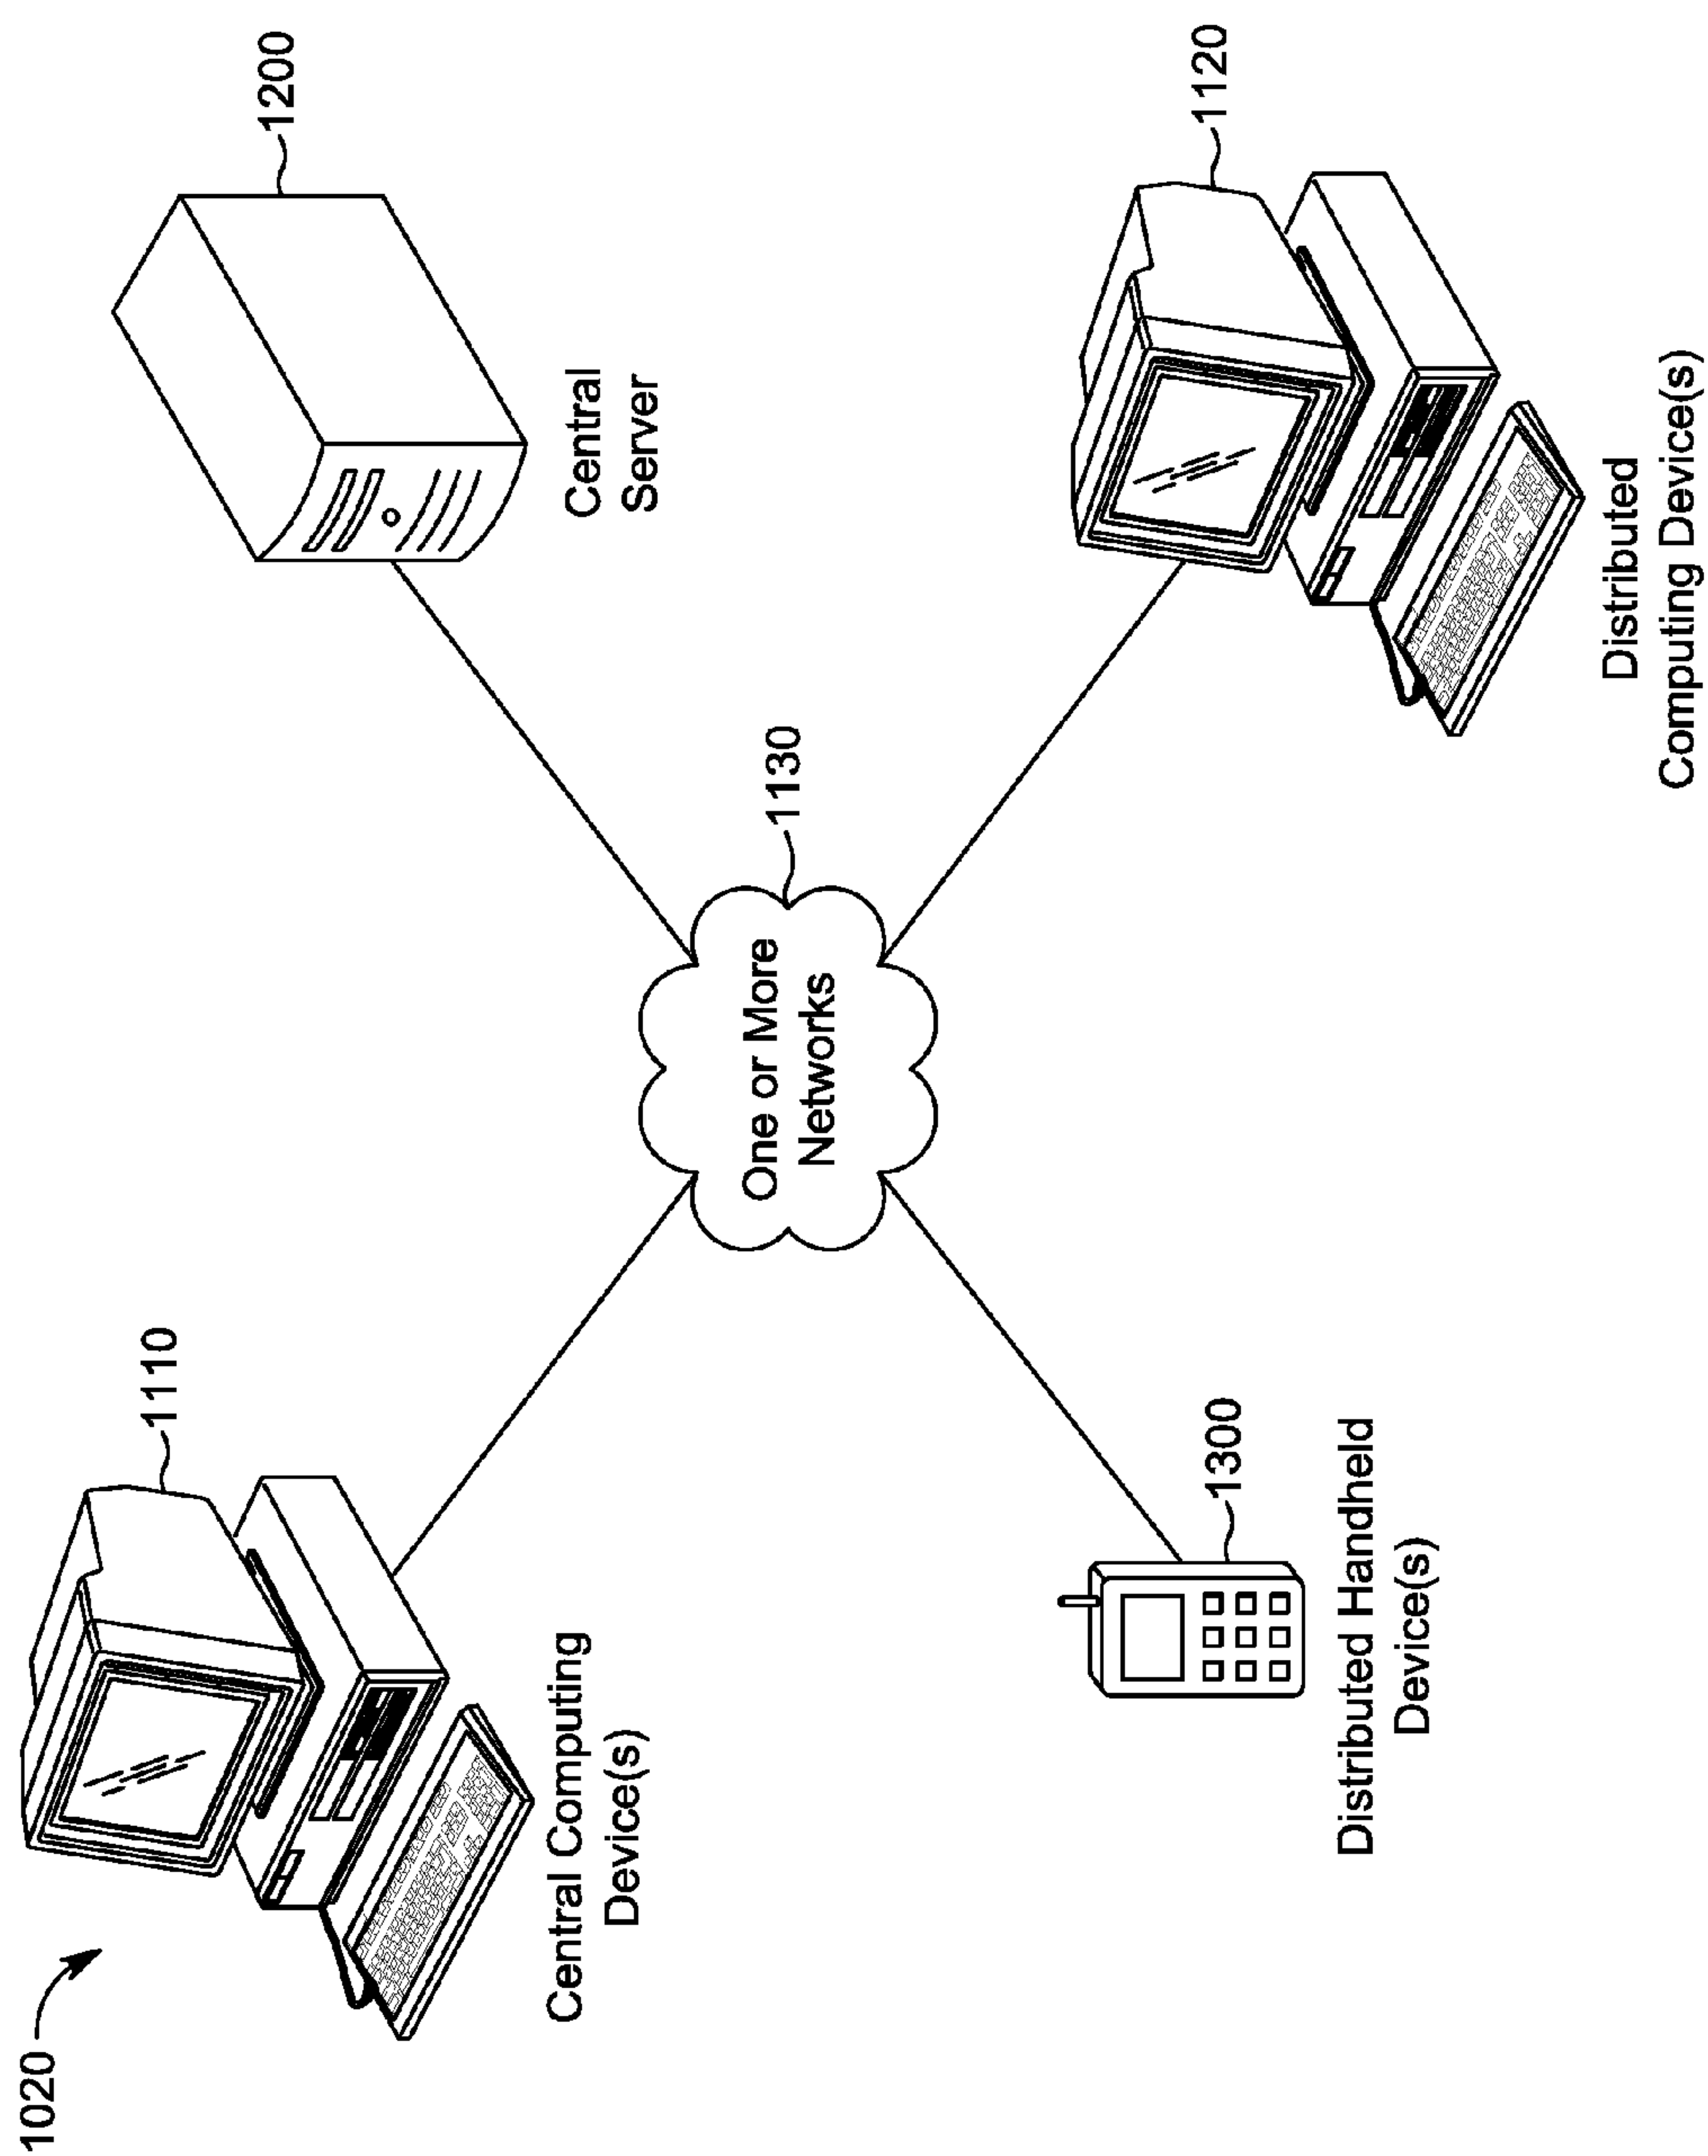 1020
1110
Central Computing
Device(s)
1200
Central
Server
One or More
Networks
1130
1300
Distributed Handheld
Device(s)
1120
Distributed
Computing Device(s)